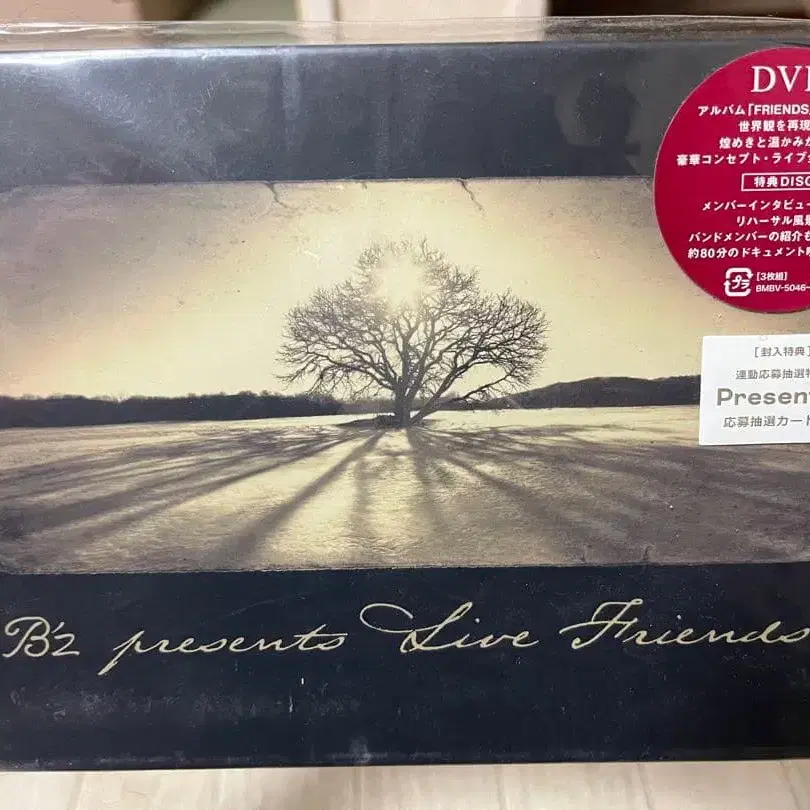 DVD
アルバム「FRIENDS
世界観を再現
煌めきと温かみか
豪華コンセプト・ライブ
特典DISC
メンバーインタビュー
リハーサル風景
バンドメンバーの紹介も
約80分のドキュメント
プラ
[3枚組]
BMBV-5046-
[封入特典]
連動応募抽選特
Present
応募抽選カード
B'z presents Live Friends